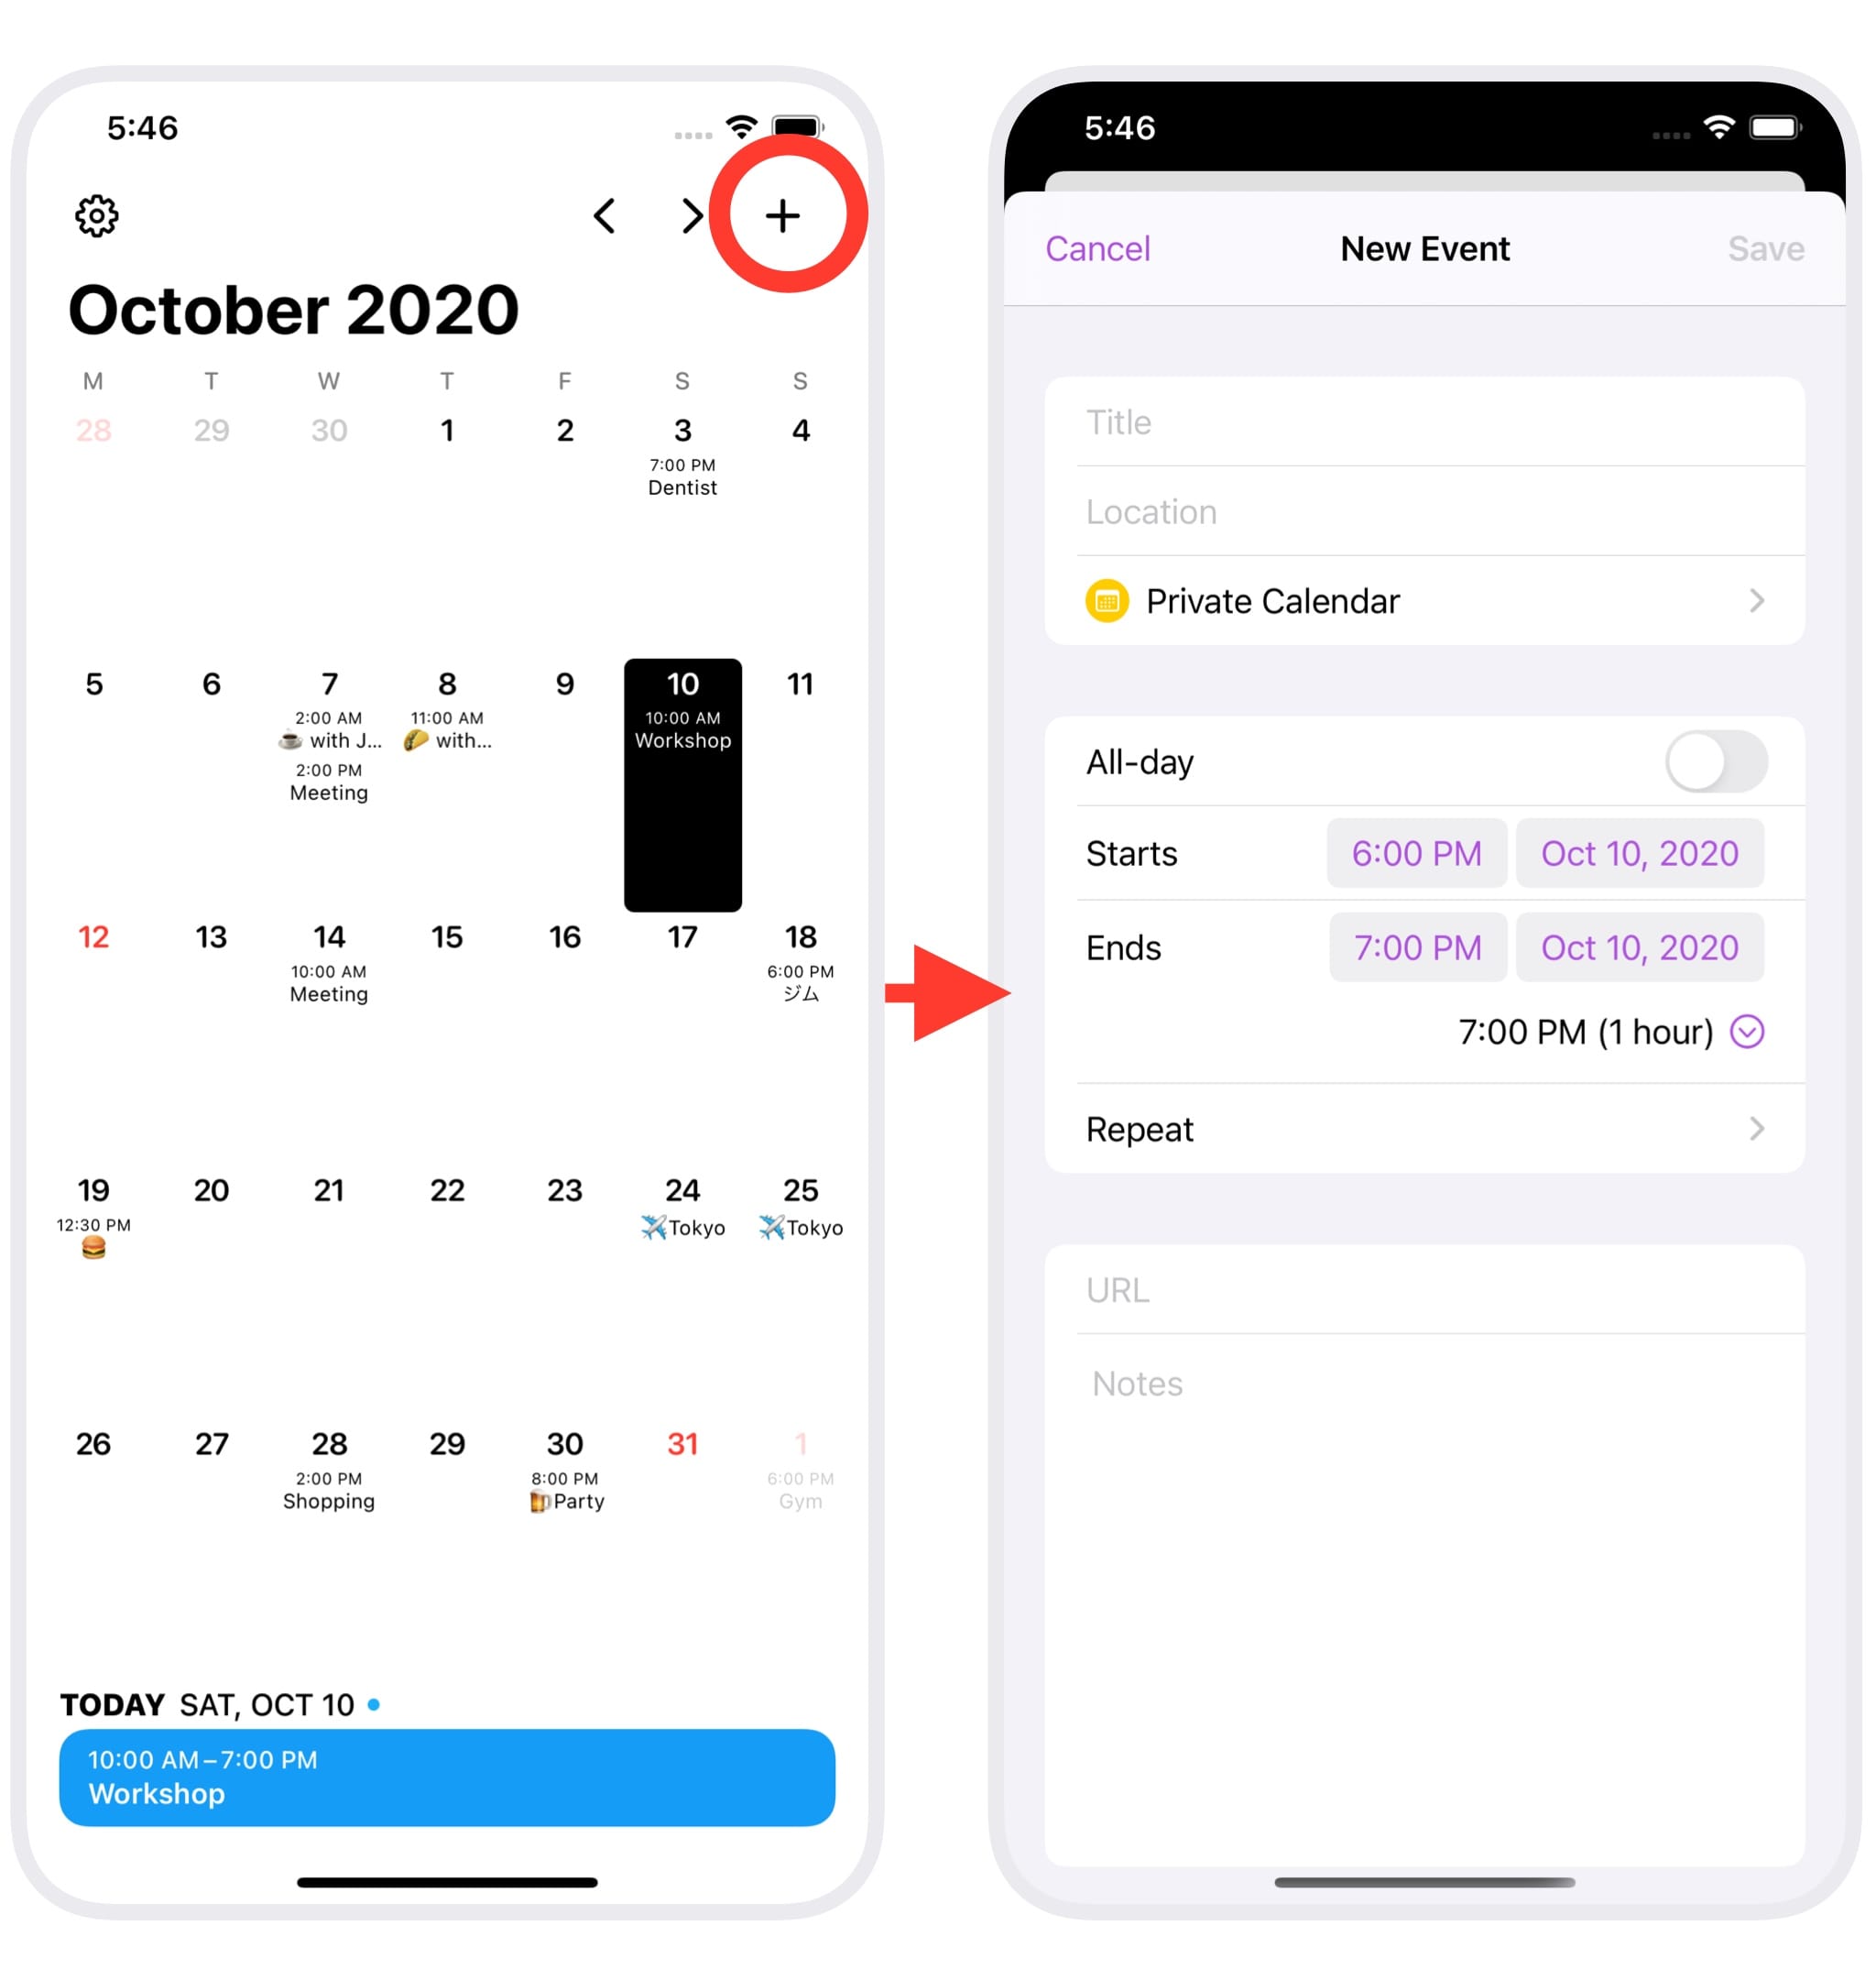 5:46
October 2020
M T W T F S S
28 29 30 1 2 3 4
7:00 PM
Dentist
5 6 7 8 9 10 11
2:00 AM 11:00 AM 10:00 AM
☕ with J... 🌮 with... Workshop
2:00 PM
Meeting
12 13 14 15 16 17 18
10:00 AM 6:00 PM
Meeting ジム
19 20 21 22 23 24 25
12:30 PM ✈️Tokyo ✈️Tokyo
🍔
26 27 28 29 30 31 1
2:00 PM 8:00 PM 6:00 PM
Shopping 🍺Party Gym
TODAY SAT, OCT 10
10:00 AM–7:00 PM
Workshop
5:46
Cancel New Event Save
Title
Location
Private Calendar
All-day
Starts 6:00 PM Oct 10, 2020
Ends 7:00 PM Oct 10, 2020
7:00 PM (1 hour)
Repeat
URL
Notes